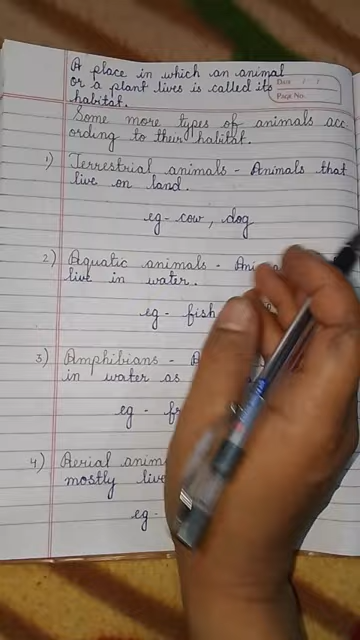 A place in which an animal
or a plant lives is called its
habitat.
Date / /
Page No.
Some more types of animals acc
ording to their habitat.
1) Terrestrial animals - Animals that
live on land.
eg - cow, dog
2) Aquatic animals -
live in water.
eg - fish
3) Amphibians -
in water as
eg -
4) Aerial
mostly live
eg -